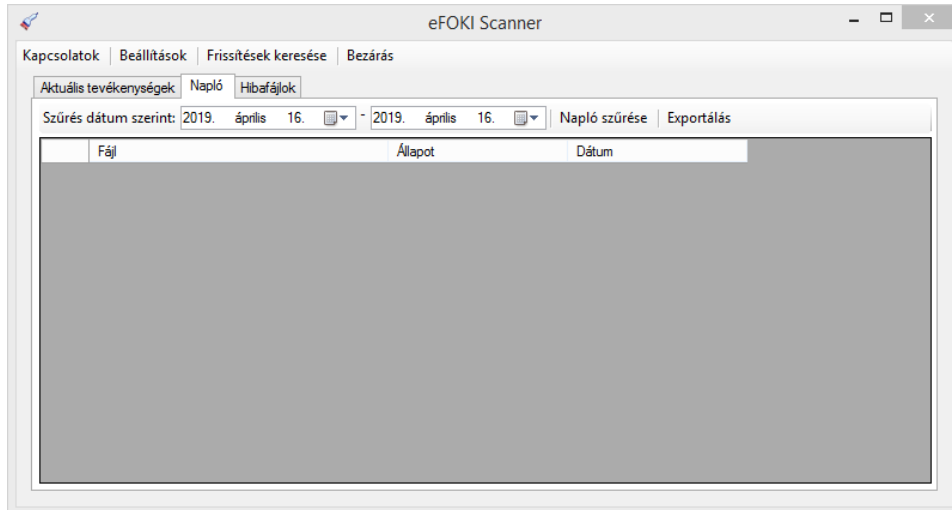 eFOKI Scanner
Kapcsolatok Beállítások Frissítések keresése Bezárás
Aktuális tevékenységek Napló Hibafájlok
Szűrés dátum szerint: 2019. április 16. - 2019. április 16. Napló szűrése Exportálás
Fájl Állapot Dátum